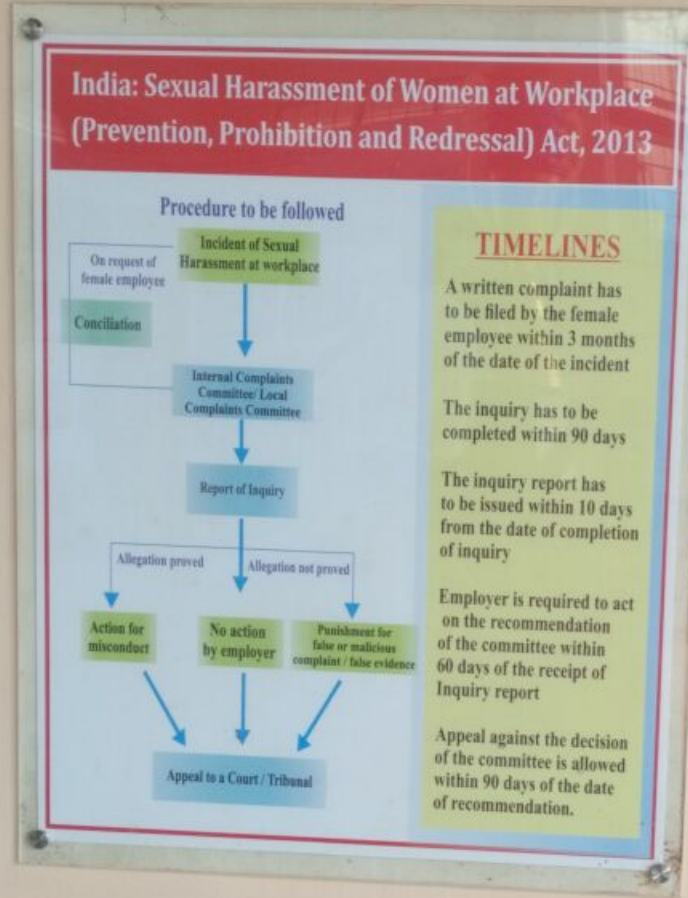 India: Sexual Harassment of Women at Workplace
(Prevention, Prohibition and Redressal) Act, 2013
Procedure to be followed
Incident of Sexual
Harassment at workplace
On request of
female employee
Conciliation
Internal Complaints
Committee/ Local
Complaints Committee
Report of Inquiry
Allegation proved
Allegation not proved
Action for
misconduct
No action
by employer
Punishment for
false or malicious
complaint / false evidence
Appeal to a Court / Tribunal
TIMELINES
A written complaint has
to be filed by the female
employee within 3 months
of the date of the incident
The inquiry has to be
completed within 90 days
The inquiry report has
to be issued within 10 days
from the date of completion
of inquiry
Employer is required to act
on the recommendation
of the committee within
60 days of the receipt of
Inquiry report
Appeal against the decision
of the committee is allowed
within 90 days of the date
of recommendation.